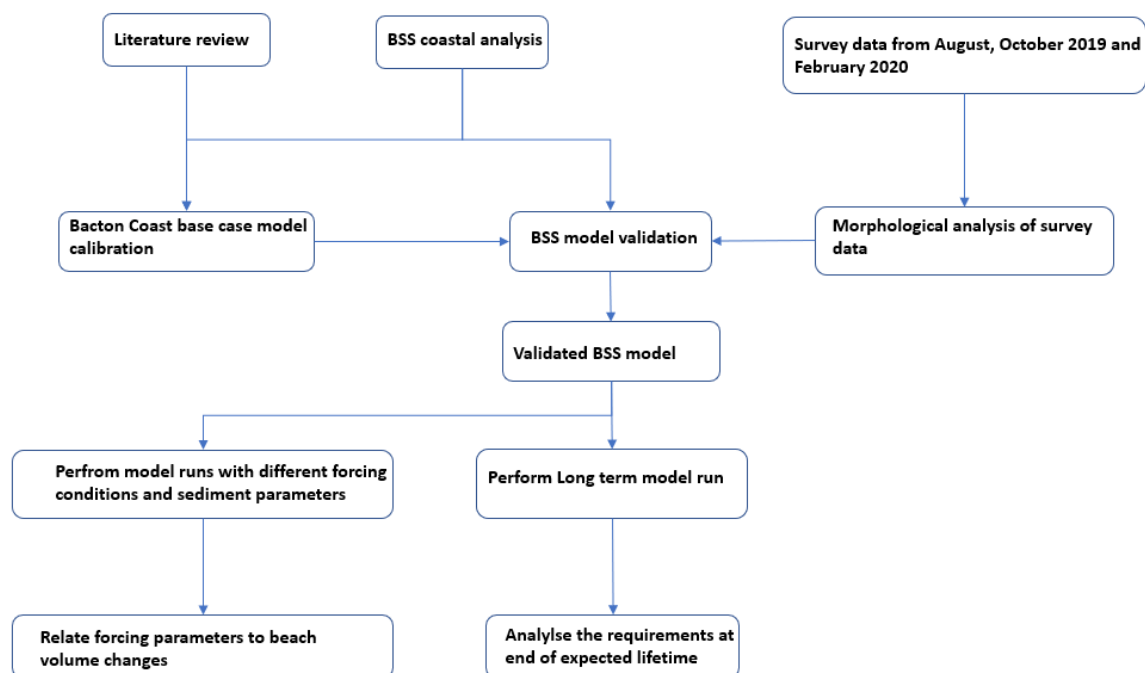 Literature review
BSS coastal analysis
Survey data from August, October 2019 and
February 2020
Bacton Coast base case model
calibration
BSS model validation
Morphological analysis of survey
data
Validated BSS model
Perfrom model runs with different forcing
conditions and sediment parameters
Perform Long term model run
Relate forcing parameters to beach
volume changes
Analylse the requirements at
end of expected lifetime